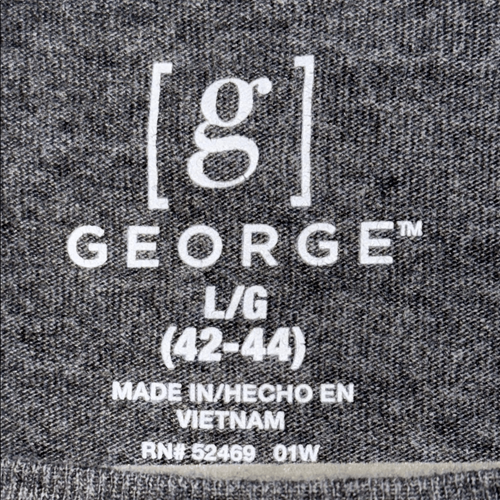 [g]
GEORGE™
L/G
(42-44)
MADE IN/HECHO EN
VIETNAM
RN# 52469 01W